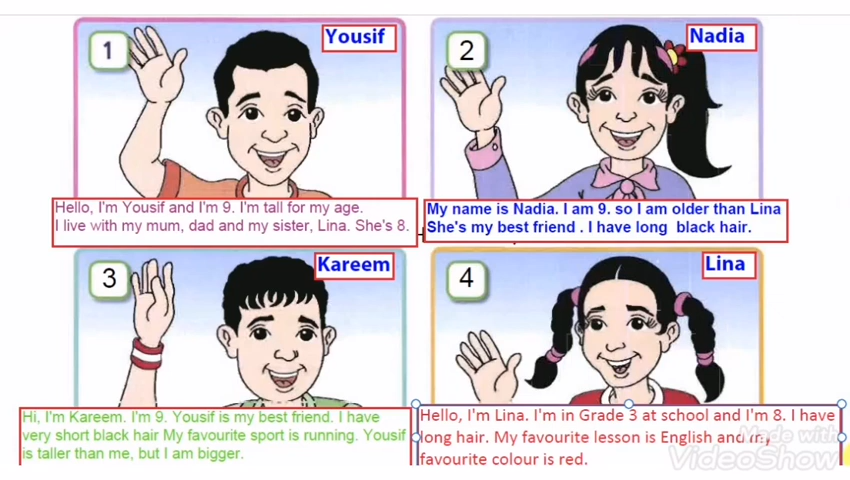 1
Yousif
2
Nadia
Hello, I'm Yousif and I'm 9. I'm tall for my age.
I live with my mum, dad and my sister, Lina. She's 8.
My name is Nadia. I am 9. so I am older than Lina
She's my best friend . I have long black hair.
3
Kareem
4
Lina
Hi, I'm Kareem. I'm 9. Yousif is my best friend. I have
very short black hair My favourite sport is running. Yousif
is taller than me, but I am bigger.
Hello, I'm Lina. I'm in Grade 3 at school and I'm 8. I have
long hair. My favourite lesson is English and my
favourite colour is red.
Made with
VideoShow